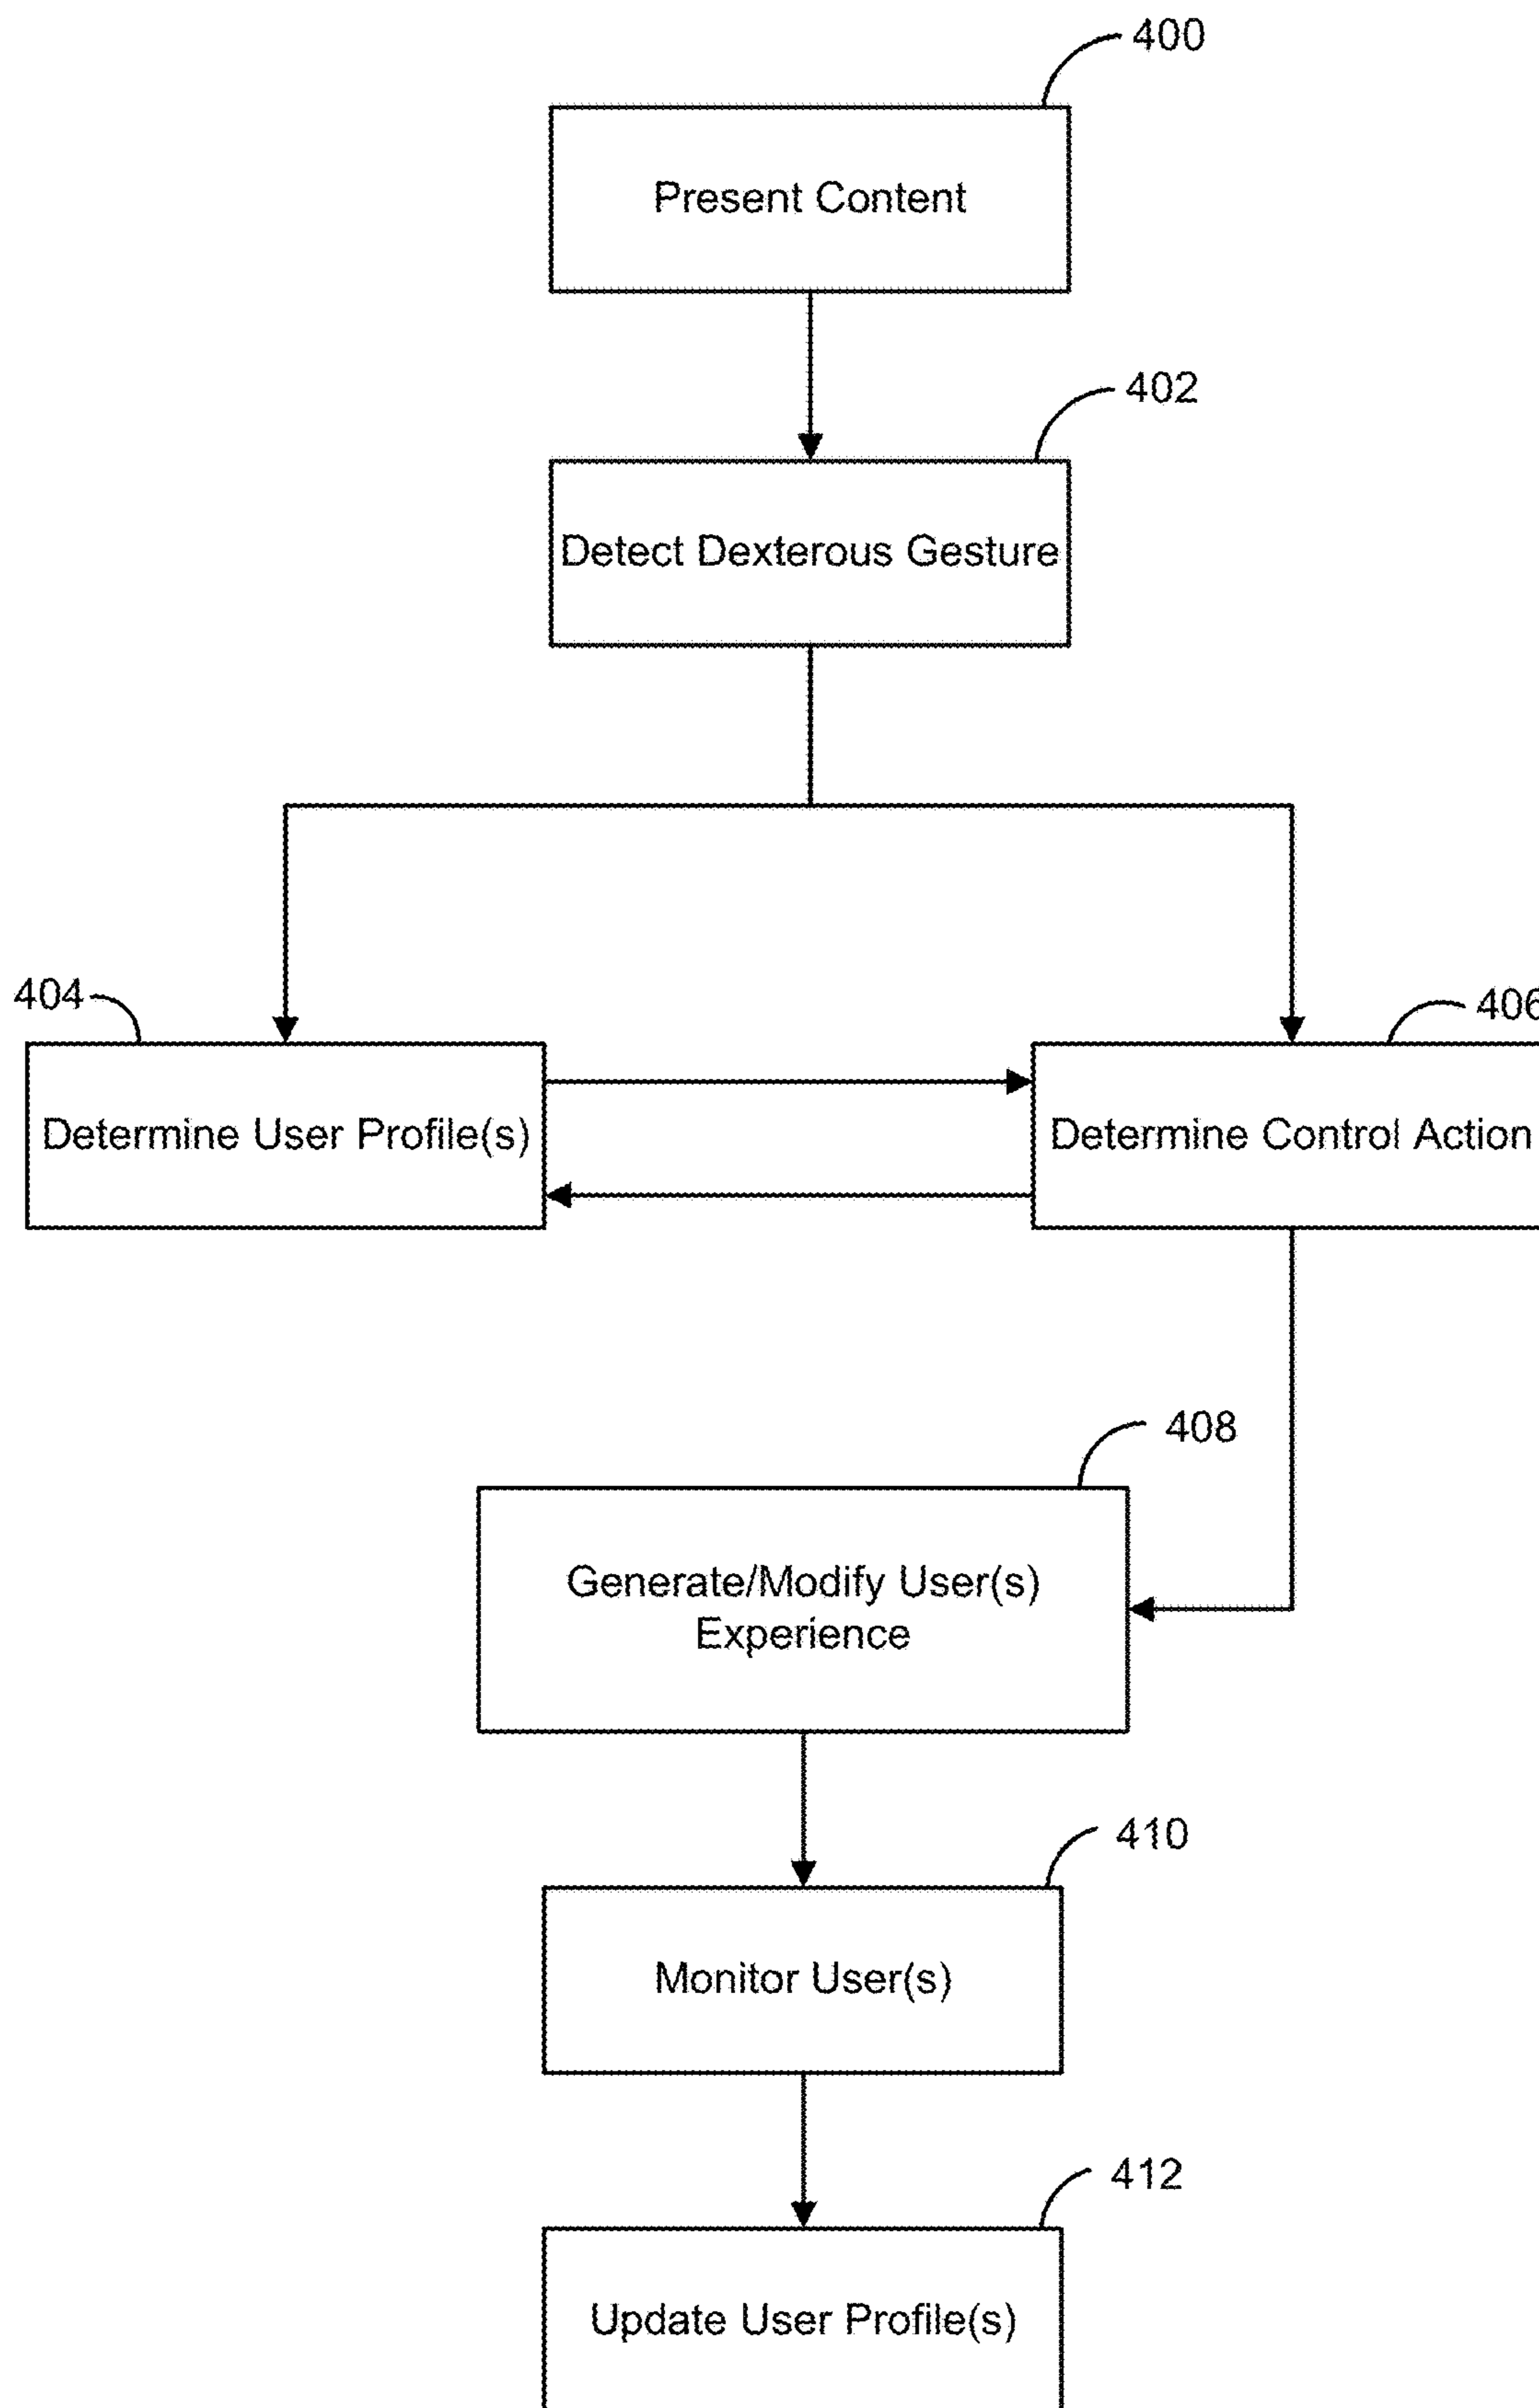 400
Present Content
402
Detect Dexterous Gesture
404
406
Determine User Profile(s)
Determine Control Action
408
Generate/Modify User(s)
Experience
410
Monitor User(s)
412
Update User Profile(s)